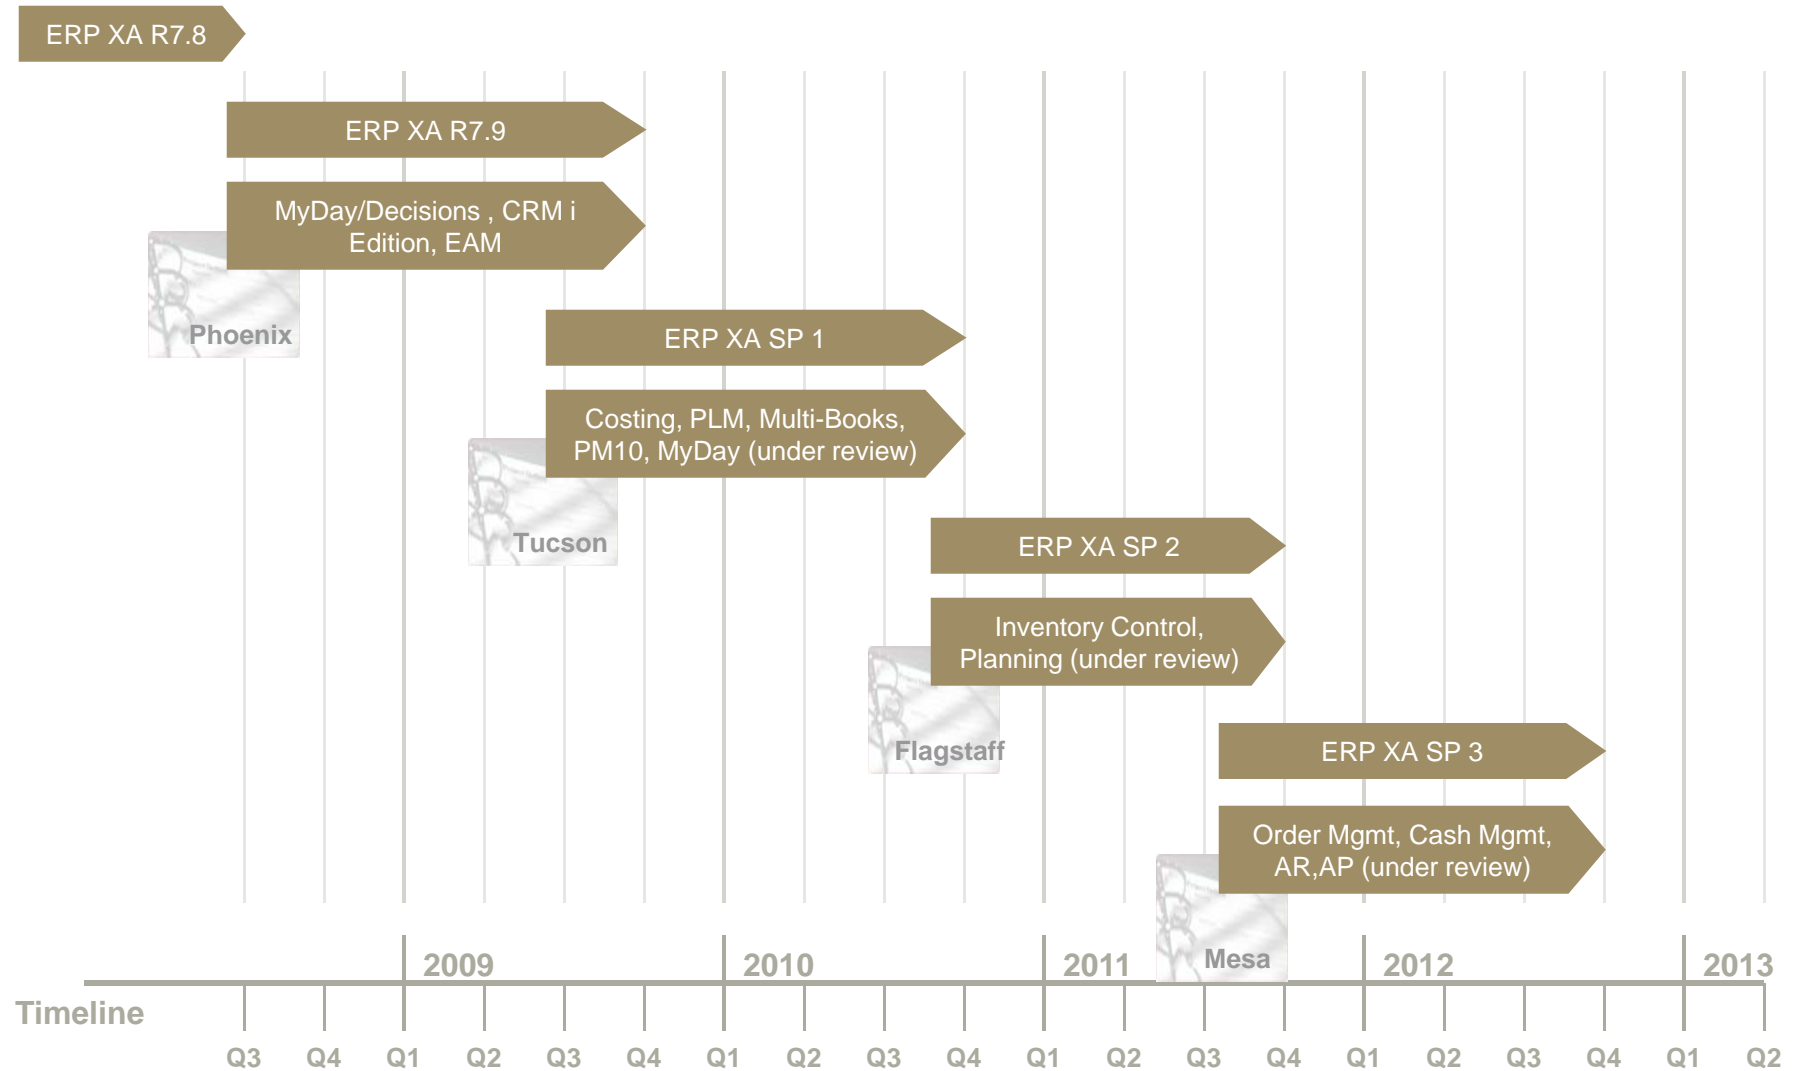 ERP XA R7.8
ERP XA R7.9
MyDay/Decisions , CRM i
Edition, EAM
Phoenix
ERP XA SP 1
Costing, PLM, Multi-Books,
PM10, MyDay (under review)
Tucson
ERP XA SP 2
Inventory Control,
Planning (under review)
Flagstaff
ERP XA SP 3
Order Mgmt, Cash Mgmt,
AR,AP (under review)
Mesa
2009 2010 2011 2012 2013
Timeline
Q3 Q4 Q1 Q2 Q3 Q4 Q1 Q2 Q3 Q4 Q1 Q2 Q3 Q4 Q1 Q2 Q3 Q4 Q1 Q2